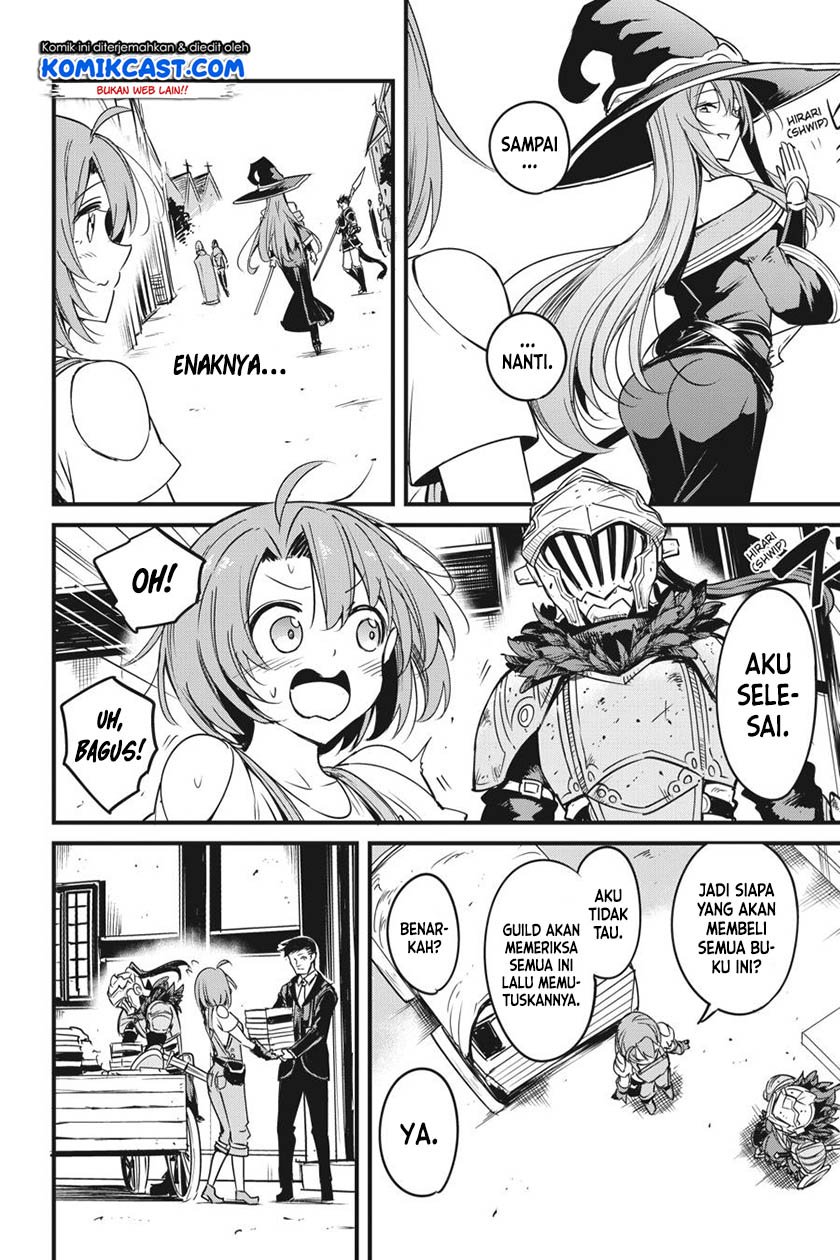 Komik ini diterjemahkan & diedit oleh
KOMIKCAST.COM
BUKAN WEB LAIN!!
SAMPAI
...
HIRARI
(SHWIP)
...
NANTI.
ENAKNYA...
HIRARI
(SHWIP)
AKU
SELE-
SAI.
OH!
UH,
BAGUS!
JADI SIAPA
YANG AKAN
MEMBELI
SEMUA BU-
KU INI?
AKU
TIDAK
TAU.
GUILD AKAN
MEMERIKSA
SEMUA INI
LALU MEMU-
TUSKANNYA.
BENAR-
KAH?
YA.